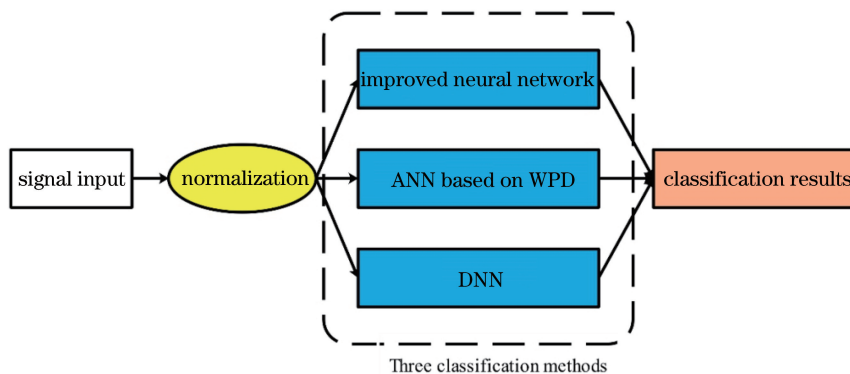 improved neural network
signal input
normalization
ANN based on WPD
classification results
DNN
Three classification methods